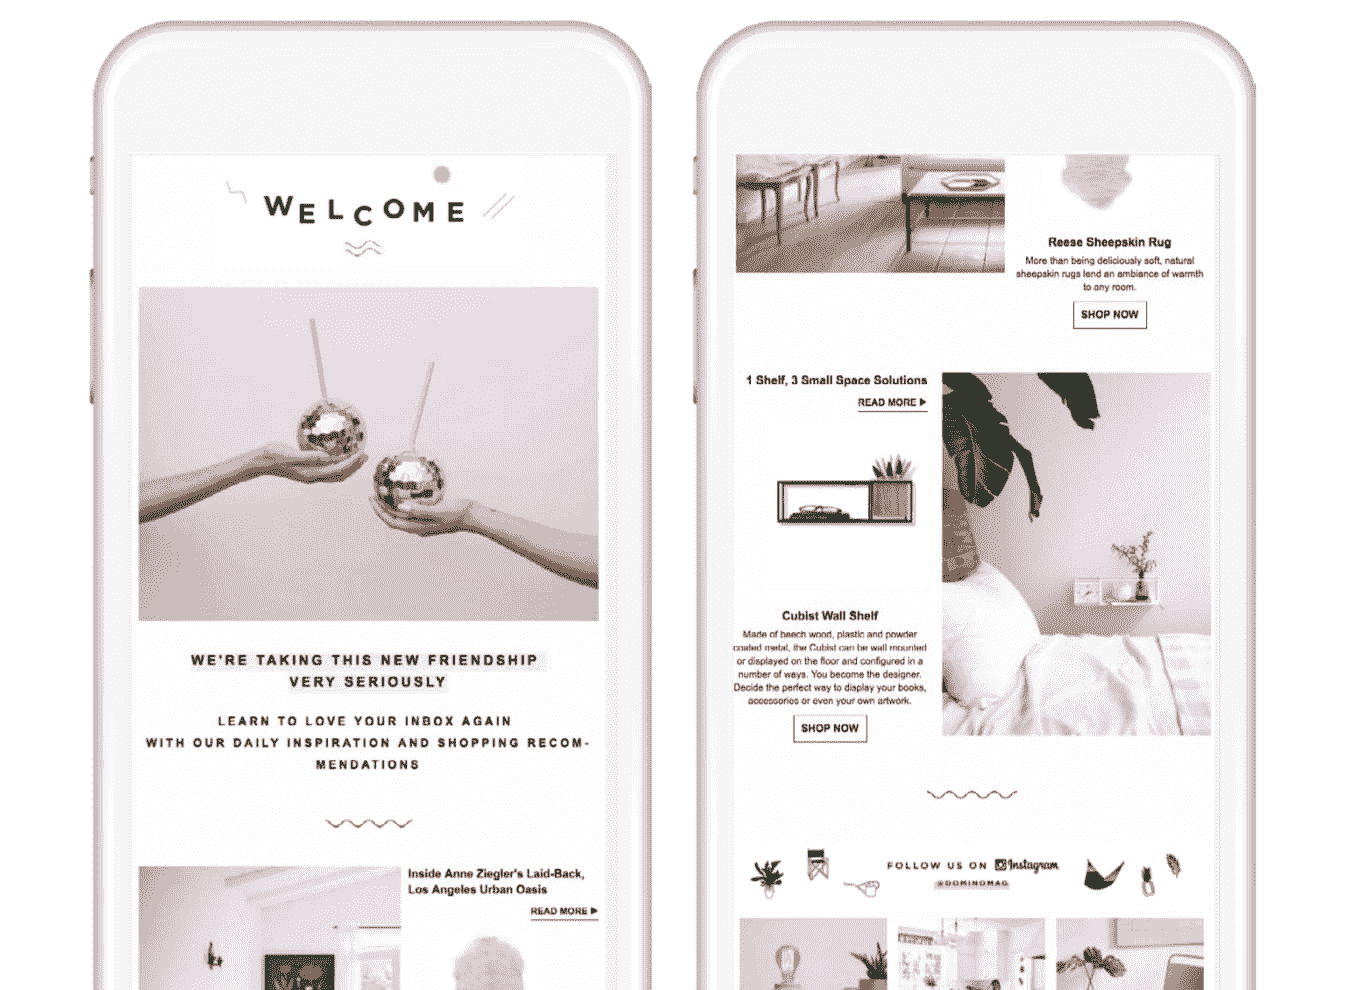 WELCOME
WE'RE TAKING THIS NEW FRIENDSHIP
VERY SERIOUSLY
LEARN TO LOVE YOUR INBOX AGAIN
WITH OUR DAILY INSPIRATION AND SHOPPING RECOM-
MENDATIONS
Inside Anne Ziegler's Laid-Back,
Los Angeles Urban Oasis
READ MORE ▶
Reese Sheepskin Rug
More than being deliciously soft, natural
sheepskin rugs lend an ambiance of warmth
to any room.
SHOP NOW
1 Shelf, 3 Small Space Solutions
READ MORE ▶
Cubist Wall Shelf
Made of beech wood, plastic and powder
coated metal, the Cubist can be wall mounted
or displayed on the floor and configured in a
number of ways. You become the designer.
Decide the perfect way to display your books,
accessories or even your own artwork.
SHOP NOW
FOLLOW US ON Instagram
@DOMINOMAG